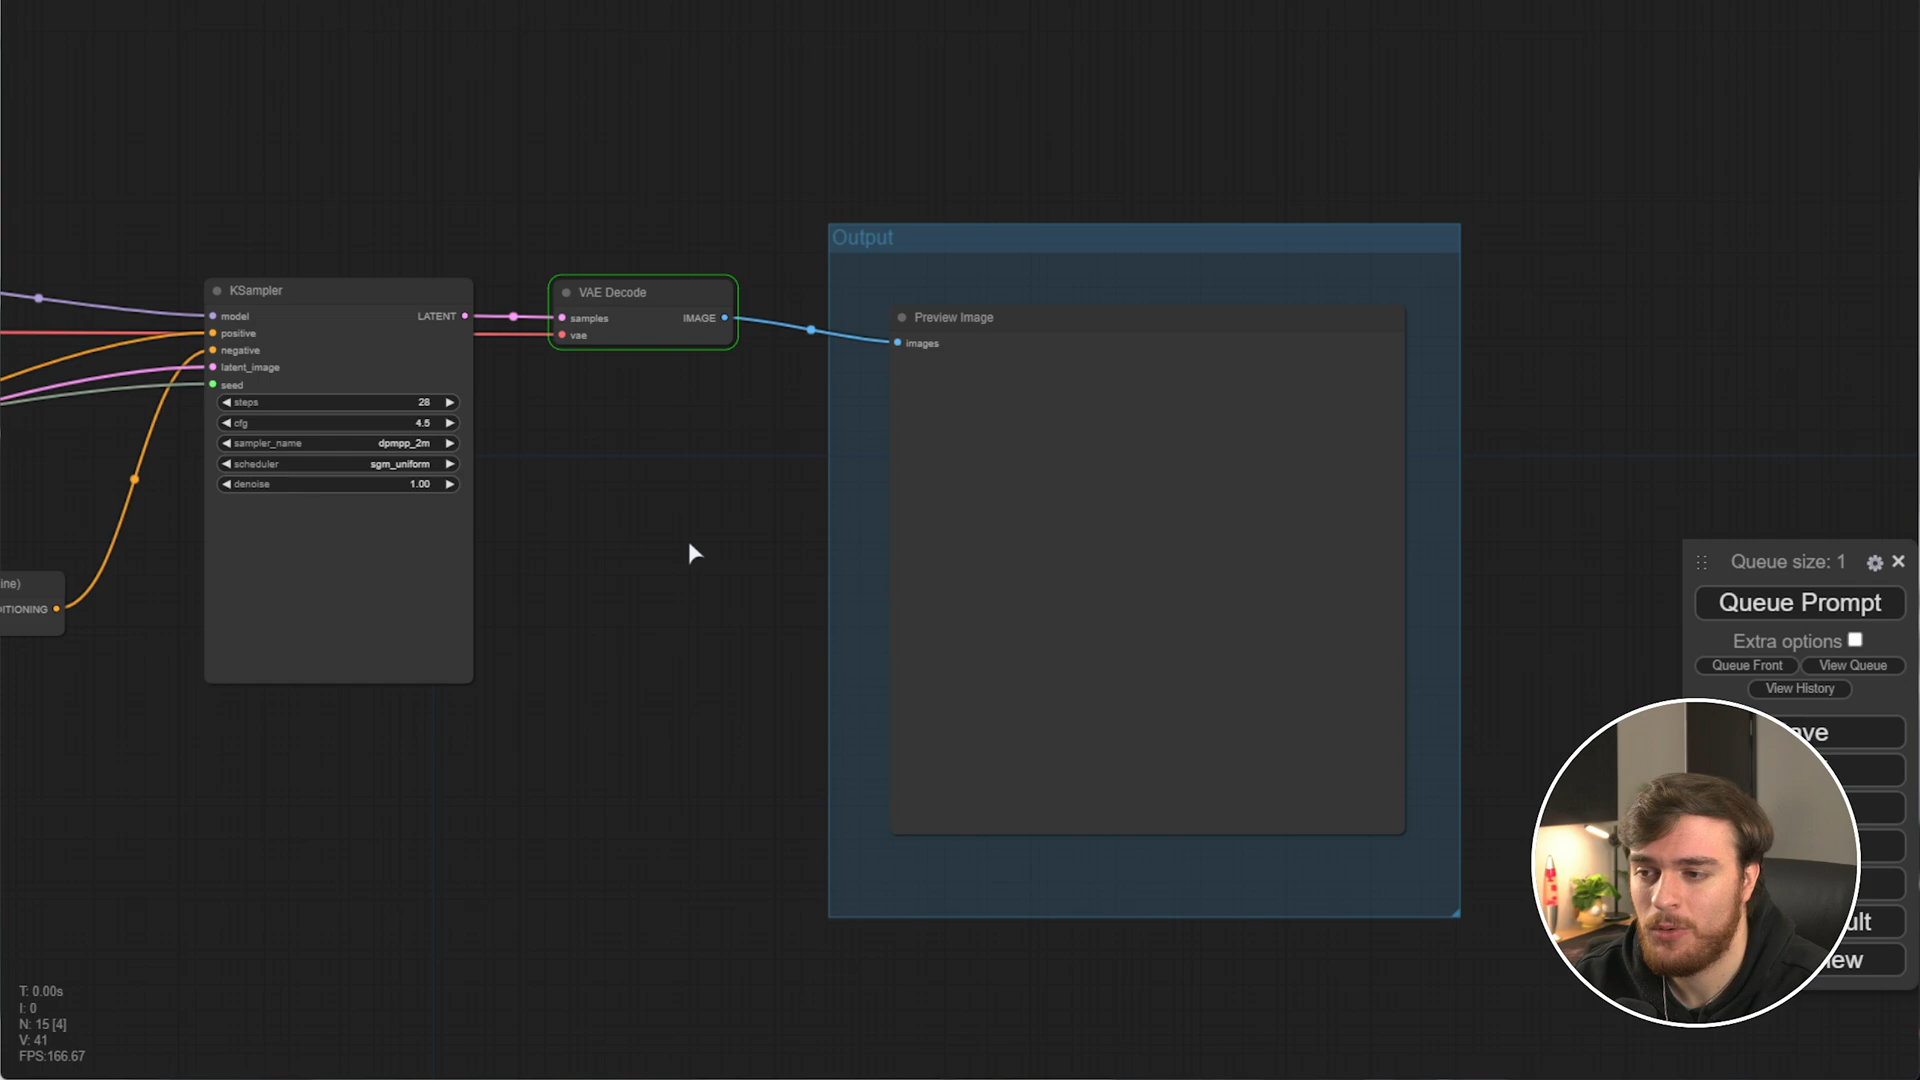 Output
KSampler
model
LATENT
positive
negative
latent_image
seed
steps 28
cfg 4.5
sampler_name dpmpp_2m
scheduler sgm_uniform
denoise 1.00
VAE Decode
samples
IMAGE
vae
Preview Image
images
ine)
DITIONING
Queue size: 1
Queue Prompt
Extra options
Queue Front
View Queue
View History
ave
ult
iew
T: 0.00s
I: 0
N: 15 [4]
V: 41
FPS:166.67